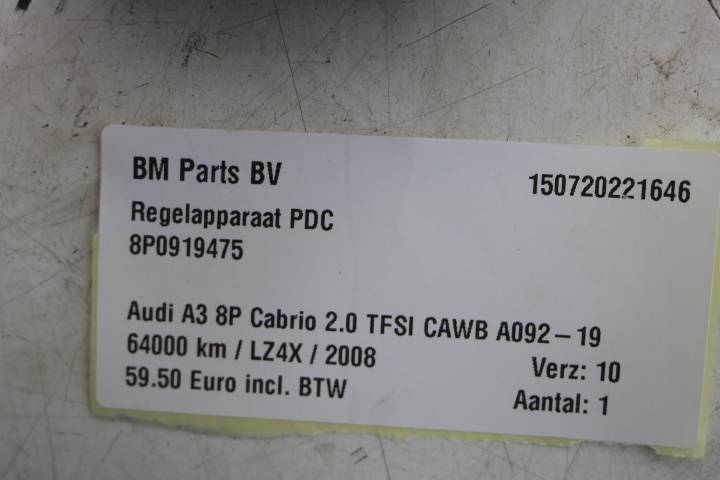 BM Parts BV 150720221646
Regelapparaat PDC
8P0919475
Audi A3 8P Cabrio 2.0 TFSI CAWB A092-19
64000 km / LZ4X / 2008 Verz: 10
59.50 Euro incl. BTW Aantal: 1